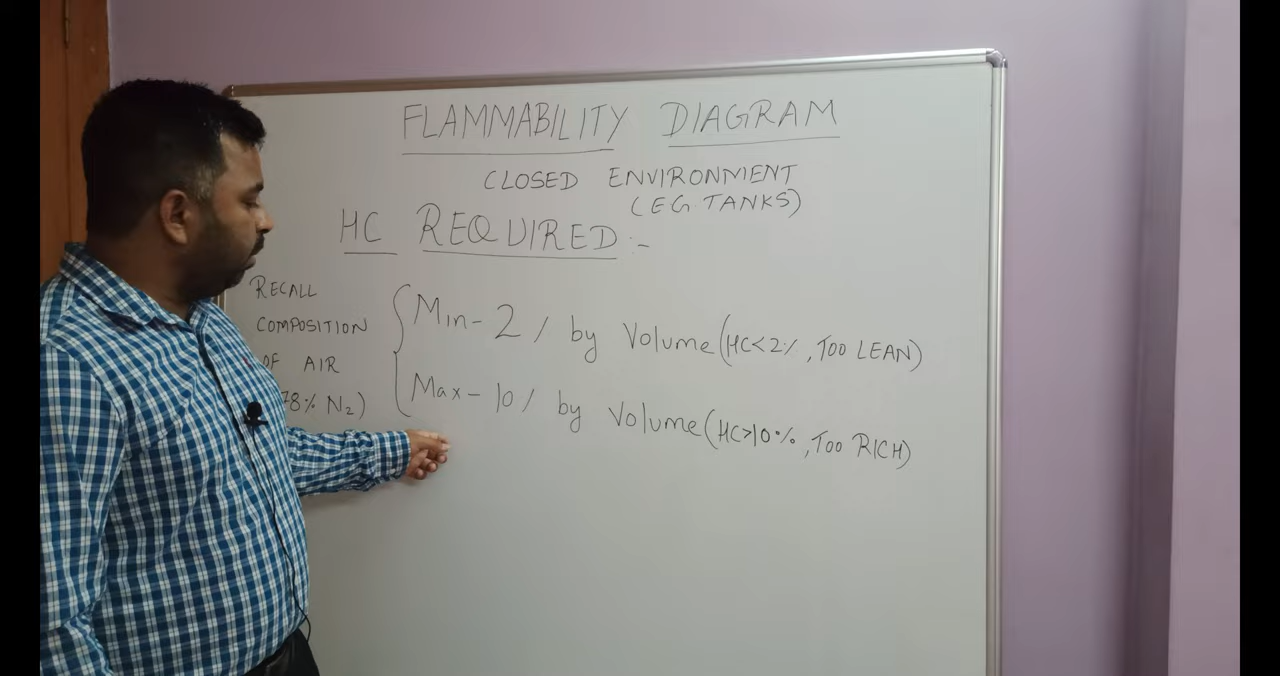 FLAMMABILITY DIAGRAM
CLOSED ENVIRONMENT
(EG TANKS)
HC REQUIRED:-
RECALL
COMPOSITION
OF AIR
78% N2)
Min - 2 / by Volume (HC<2%, TOO LEAN)
Max - 10 / by Volume (HC>10%, TOO RICH)